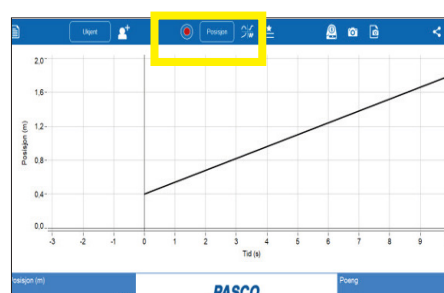 Ukjent
Posisjon
2.0
1.6
1.2
0.8
0.4
0.0
Posisjon (m)
-3 -2 -1 0 1 2 3 4 5 6 7 8 9
Tid (s)
Posisjon (m)
PASCO
Poeng